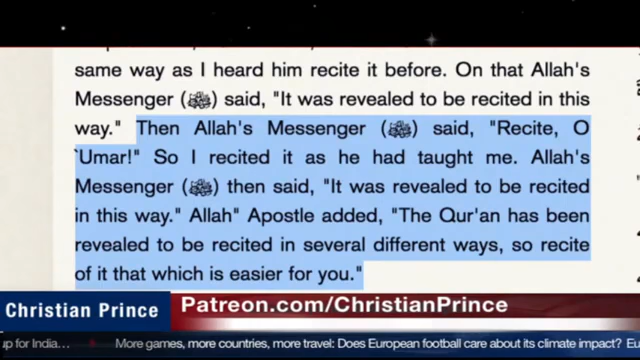 same way as I heard him recite it before. On that Allah's
Messenger (ﷺ) said, "It was revealed to be recited in this
way." Then Allah's Messenger (ﷺ) said, "Recite, O
`Umar!" So I recited it as he had taught me. Allah's
Messenger (ﷺ) then said, "It was revealed to be recited
in this way." Allah" Apostle added, "The Qur'an has been
revealed to be recited in several different ways, so recite
of it that which is easier for you."
Christian Prince
Patreon.com/ChristianPrince
up for India... More games, more countries, more travel: Does European football care about its climate impact? Eu